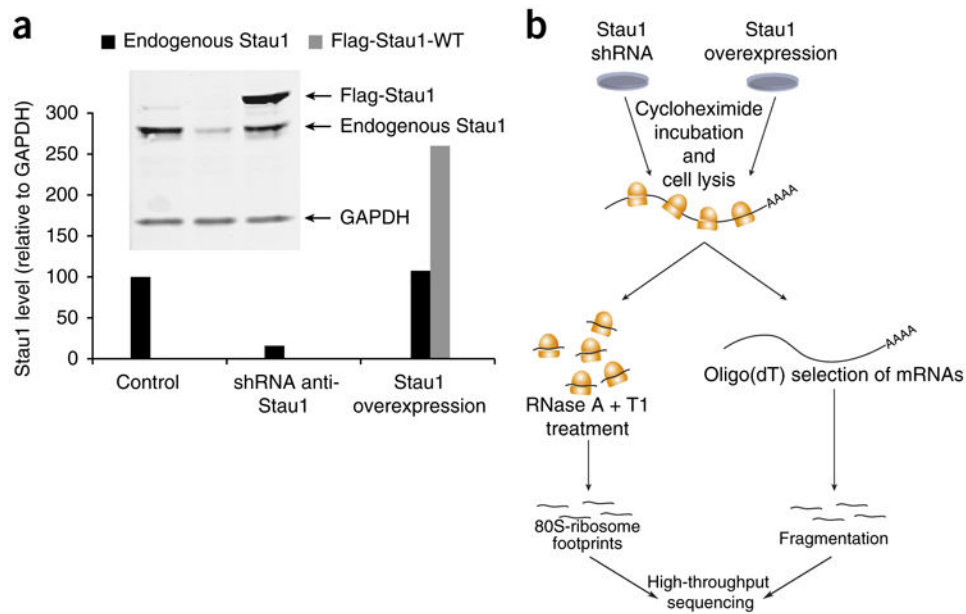 a
Endogenous Stau1
Flag-Stau1-WT
Flag-Stau1
Endogenous Stau1
GAPDH
Stau1 level (relative to GAPDH)
300
250
200
150
100
50
0
Control
shRNA anti-
Stau1
Stau1
overexpression
b
Stau1
shRNA
Stau1
overexpression
Cycloheximide
incubation
and
cell lysis
AAAA
AAAA
Oligo(dT) selection of mRNAs
RNase A + T1
treatment
80S-ribosome
footprints
Fragmentation
High-throughput
sequencing